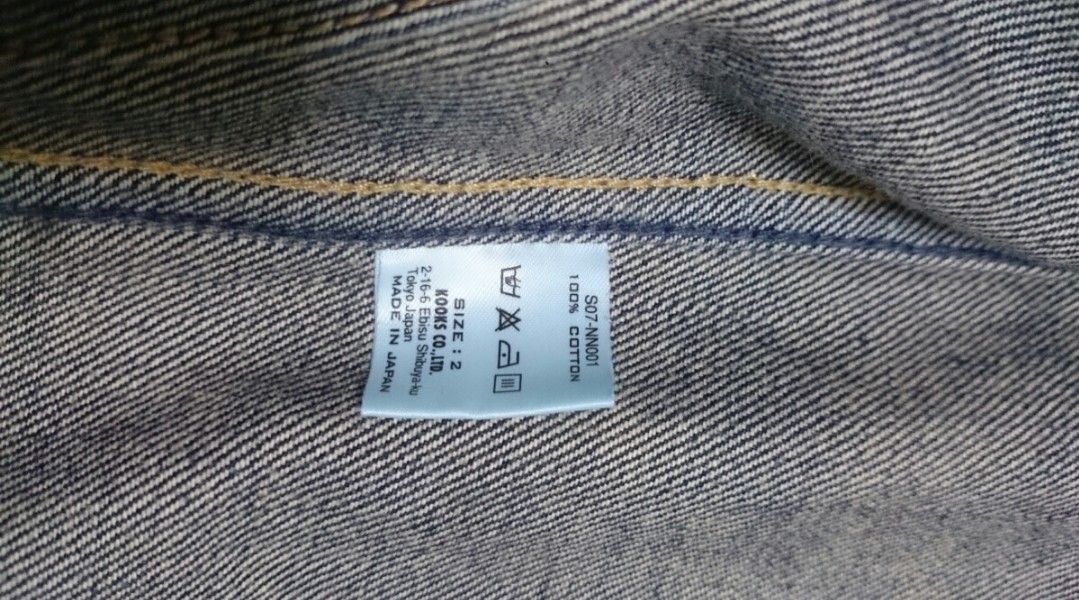 S07-NN001
100% COTTON
SIZE : 2
KOOKS CO.,LTD.
2-16-6 Ebisu Shibuya-ku
Tokyo Japan
MADE IN JAPAN